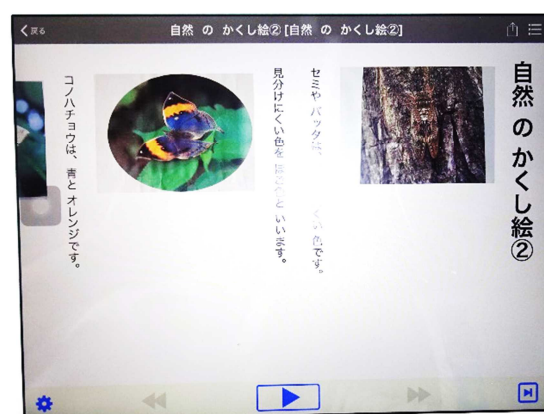 戻る
自然 の かくし絵②[自然 の かくし絵②]
自然 の かくし絵②
セミや バッタは、 くい 色です。
見分けにくい 色を といいます。
コノハチョウは、青と オレンジです。